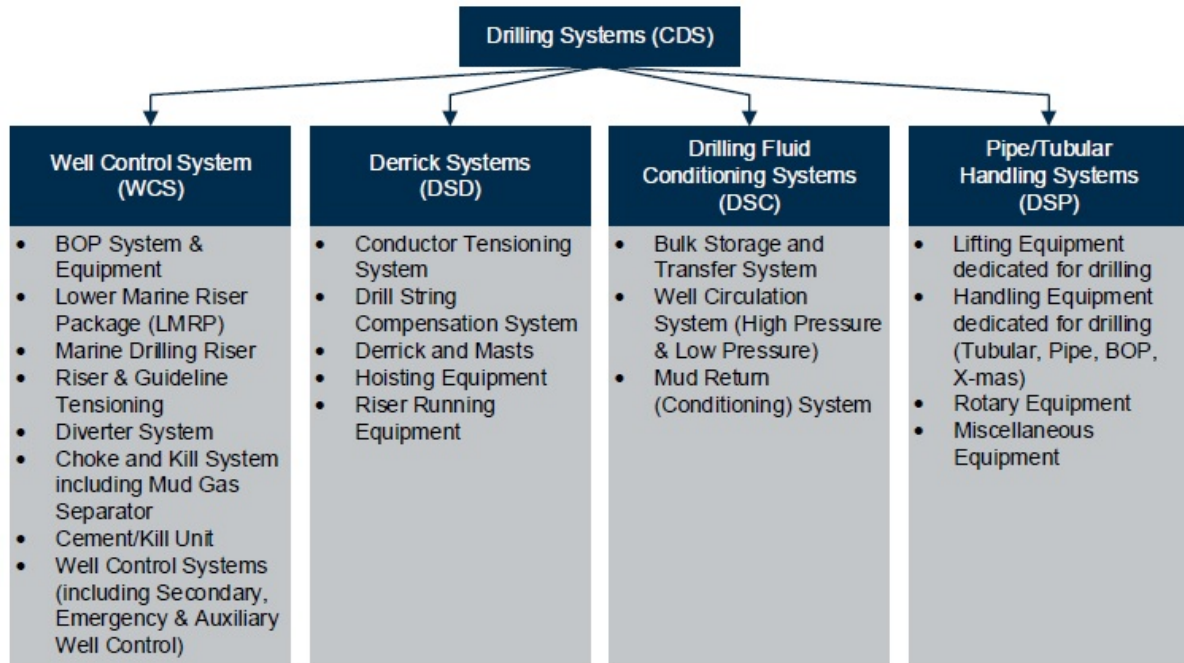 Drilling Systems (CDS)
Well Control System
(WCS)
• BOP System &
Equipment
• Lower Marine Riser
Package (LMRP)
• Marine Drilling Riser
• Riser & Guideline
Tensioning
• Diverter System
• Choke and Kill System
including Mud Gas
Separator
• Cement/Kill Unit
• Well Control Systems
(including Secondary,
Emergency & Auxiliary
Well Control)
Derrick Systems
(DSD)
• Conductor Tensioning
System
• Drill String
Compensation System
• Derrick and Masts
• Hoisting Equipment
• Riser Running
Equipment
Drilling Fluid
Conditioning Systems
(DSC)
• Bulk Storage and
Transfer System
• Well Circulation
System (High Pressure
& Low Pressure)
• Mud Return
(Conditioning) System
Pipe/Tubular
Handling Systems
(DSP)
• Lifting Equipment
dedicated for drilling
• Handling Equipment
dedicated for drilling
(Tubular, Pipe, BOP,
X-mas)
• Rotary Equipment
• Miscellaneous
Equipment